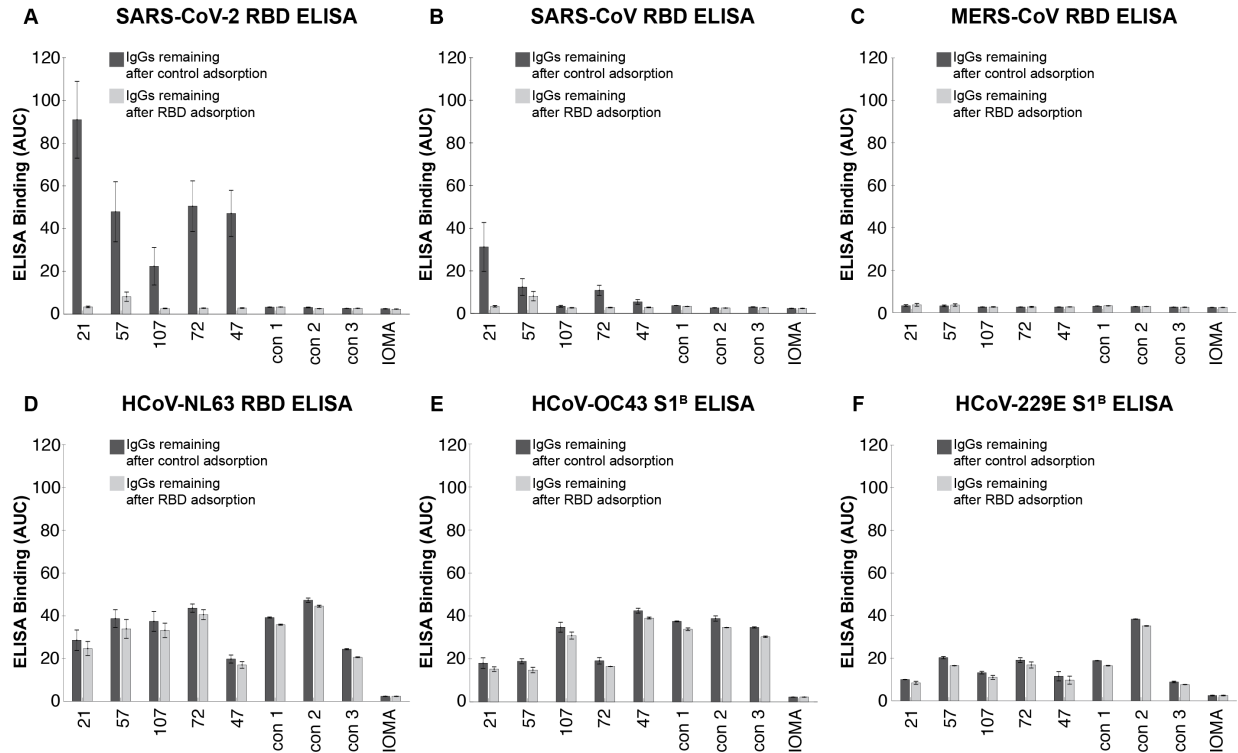 A SARS-CoV-2 RBD ELISA
IgGs remaining
after control adsorption
IgGs remaining
after RBD adsorption
ELISA Binding (AUC)
120
100
80
60
40
20
0
21 57 107 72 47 con 1 con 2 con 3 IOMA
B SARS-CoV RBD ELISA
IgGs remaining
after control adsorption
IgGs remaining
after RBD adsorption
ELISA Binding (AUC)
120
100
80
60
40
20
0
21 57 107 72 47 con 1 con 2 con 3 IOMA
C MERS-CoV RBD ELISA
IgGs remaining
after control adsorption
IgGs remaining
after RBD adsorption
ELISA Binding (AUC)
120
100
80
60
40
20
0
21 57 107 72 47 con 1 con 2 con 3 IOMA
D HCoV-NL63 RBD ELISA
IgGs remaining
after control adsorption
IgGs remaining
after RBD adsorption
ELISA Binding (AUC)
120
100
80
60
40
20
0
21 57 107 72 47 con 1 con 2 con 3 IOMA
E HCoV-OC43 S1ᴮ ELISA
IgGs remaining
after control adsorption
IgGs remaining
after RBD adsorption
ELISA Binding (AUC)
120
100
80
60
40
20
0
21 57 107 72 47 con 1 con 2 con 3 IOMA
F HCoV-229E S1ᴮ ELISA
IgGs remaining
after control adsorption
IgGs remaining
after RBD adsorption
ELISA Binding (AUC)
120
100
80
60
40
20
0
21 57 107 72 47 con 1 con 2 con 3 IOMA